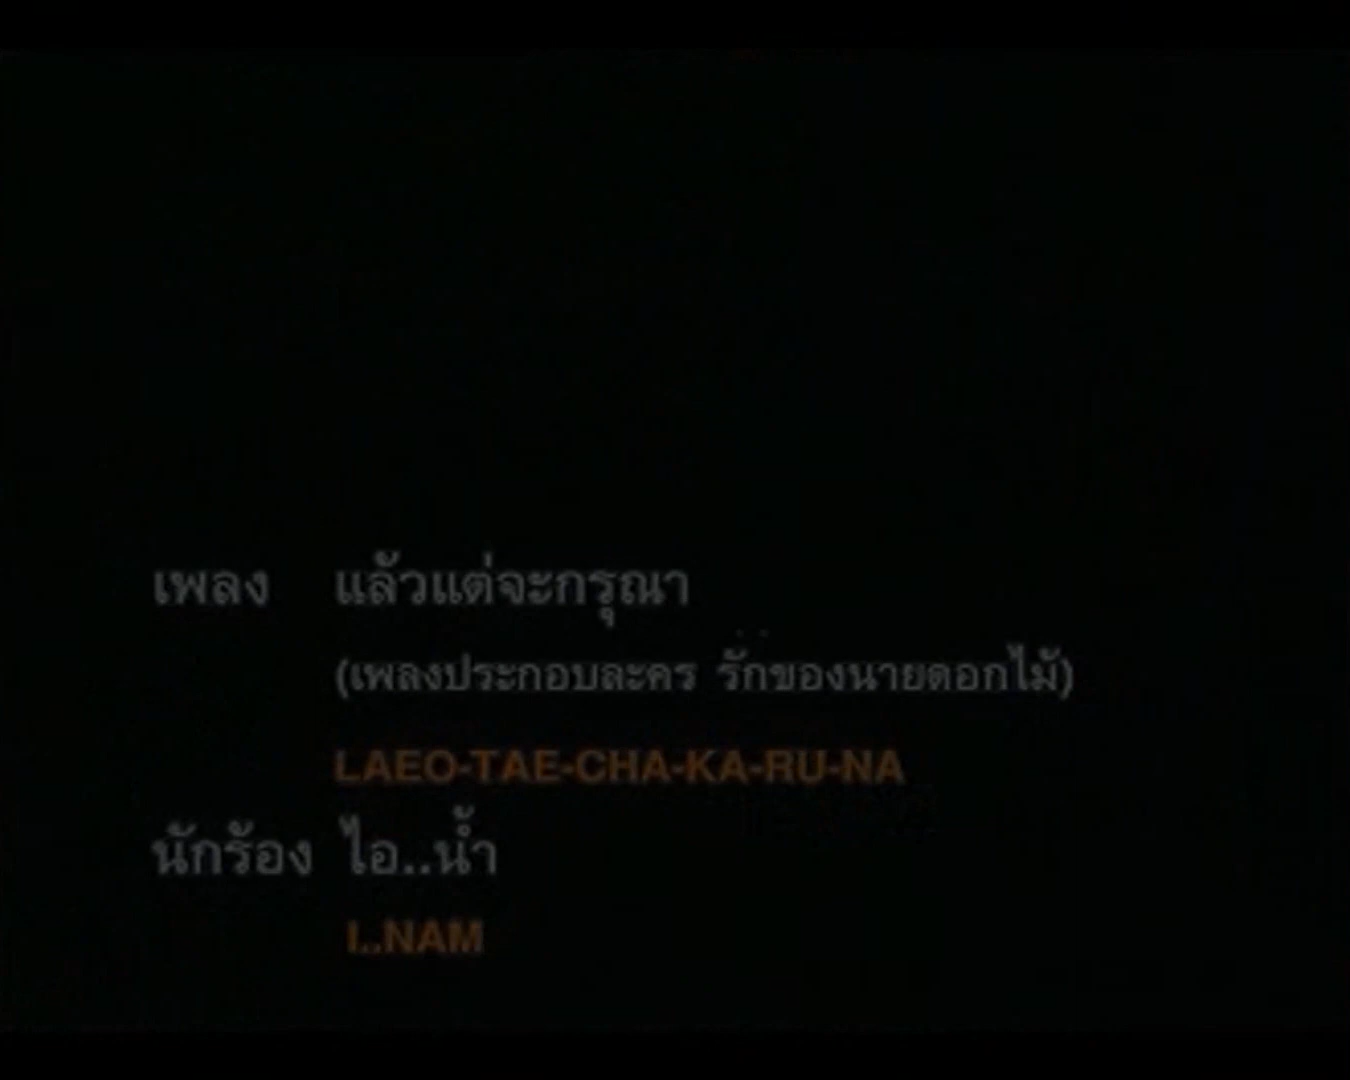 เพลง แล้วแต่จะกรุณา
(เพลงประกอบละคร รักของนายดอกไม้)
LAEO-TAE-CHA-KA-RU-NA
นักร้อง ไอ..น้ำ
I..NAM